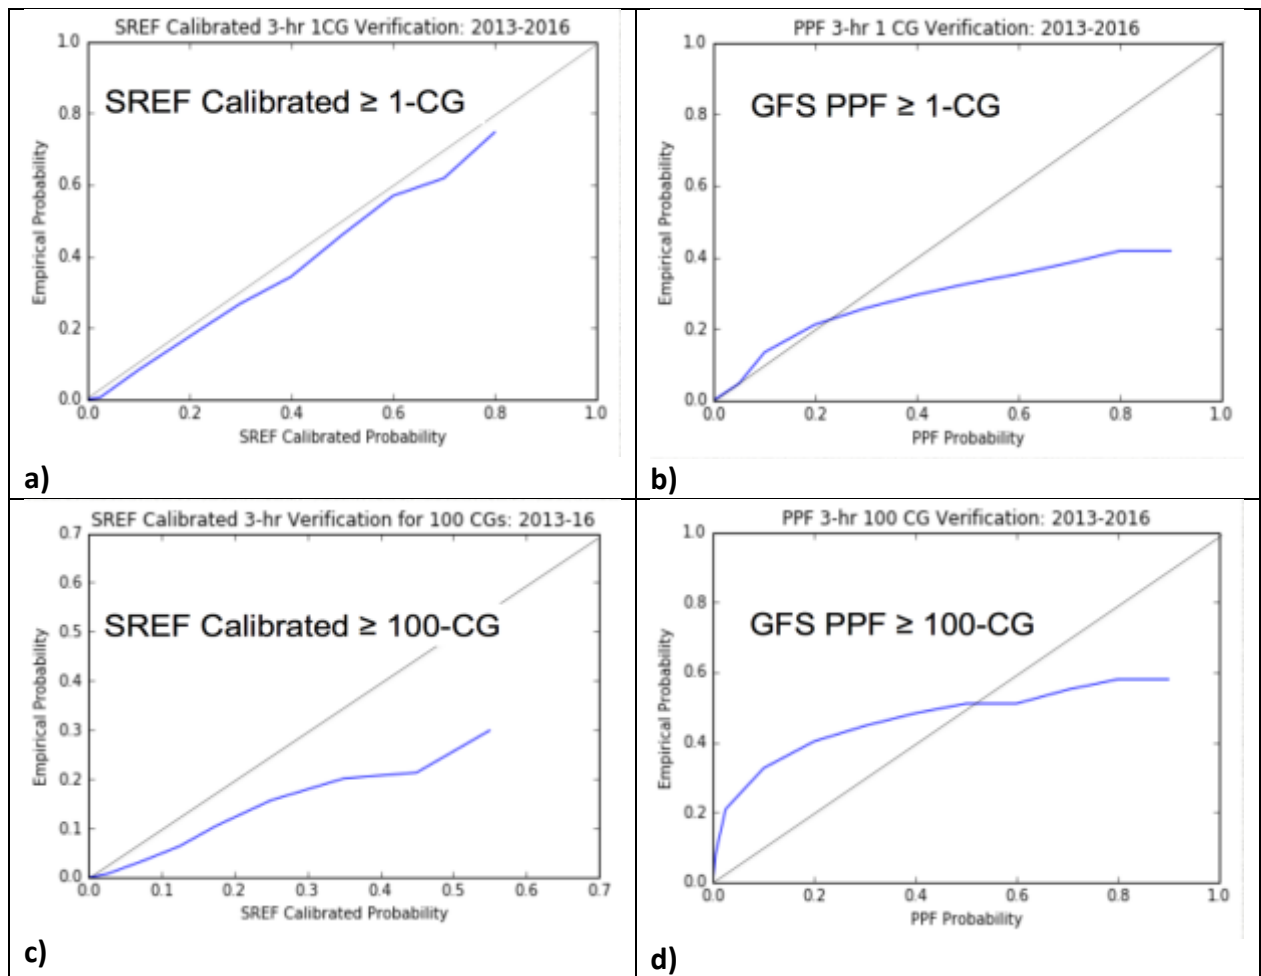 SREF Calibrated 3-hr 1CG Verification: 2013-2016
1.0
SREF Calibrated ≥ 1-CG
0.8
0.6
0.4
0.2
0.0
Empirical Probability
0.0 0.2 0.4 0.6 0.8 1.0
SREF Calibrated Probability
a)
PPF 3-hr 1 CG Verification: 2013-2016
1.0
GFS PPF ≥ 1-CG
0.8
0.6
0.4
0.2
0.0
Empirical Probability
0.0 0.2 0.4 0.6 0.8 1.0
PPF Probability
b)
SREF Calibrated 3-hr Verification for 100 CGs: 2013-16
0.7
0.6
SREF Calibrated ≥ 100-CG
0.5
0.4
0.3
0.2
0.1
0.0
Empirical Probability
0.0 0.1 0.2 0.3 0.4 0.5 0.6 0.7
SREF Calibrated Probability
c)
PPF 3-hr 100 CG Verification: 2013-2016
1.0
0.8
GFS PPF ≥ 100-CG
0.6
0.4
0.2
0.0
Empirical Probability
0.0 0.2 0.4 0.6 0.8 1.0
PPF Probability
d)